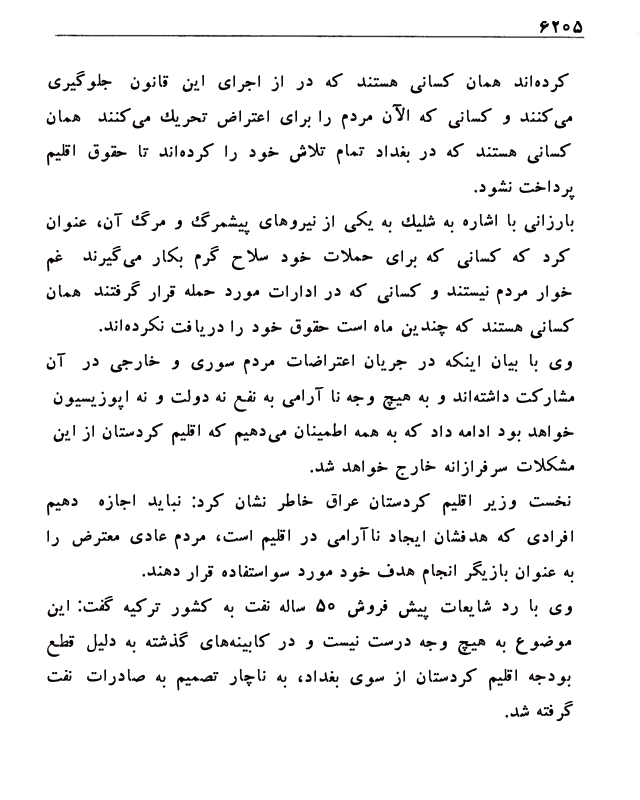 ۶۲۰۵
کرده‌اند همان کسانی هستند که در از اجرای این قانون جلوگیری
می‌کنند و کسانی که الآن مردم را برای اعتراض تحریك می‌کنند همان
کسانی هستند که در بغداد تمام تلاش خود را کرده‌اند تا حقوق اقلیم
پرداخت نشود.
بارزانی با اشاره به شلیك به یکی از نیروهای پیشمرگ و مرگ آن، عنوان
کرد که کسانی که برای حملات خود سلاح گرم بکار می‌گیرند غم
خوار مردم نیستند و کسانی که در ادارات مورد حمله قرار گرفتند همان
کسانی هستند که چندین ماه است حقوق خود را دریافت نکرده‌اند.
وی با بیان اینکه در جریان اعتراضات مردم سوری و خارجی در آن
مشارکت داشته‌اند و به هیچ وجه نا آرامی به نفع نه دولت و نه اپوزیسیون
خواهد بود ادامه داد که به همه اطمینان می‌دهیم که اقلیم کردستان از این
مشکلات سرفرازانه خارج خواهد شد.
نخست وزیر اقلیم کردستان عراق خاطر نشان کرد: نباید اجازه دهیم
افرادی که هدفشان ایجاد ناآرامی در اقلیم است، مردم عادی معترض را
به عنوان بازیگر انجام هدف خود مورد سواستفاده قرار دهند.
وی با رد شایعات پیش فروش ۵۰ ساله نفت به کشور ترکیه گفت: این
موضوع به هیچ وجه درست نیست و در کابینه‌های گذشته به دلیل قطع
بودجه اقلیم کردستان از سوی بغداد، به ناچار تصمیم به صادرات نفت
گرفته شد.